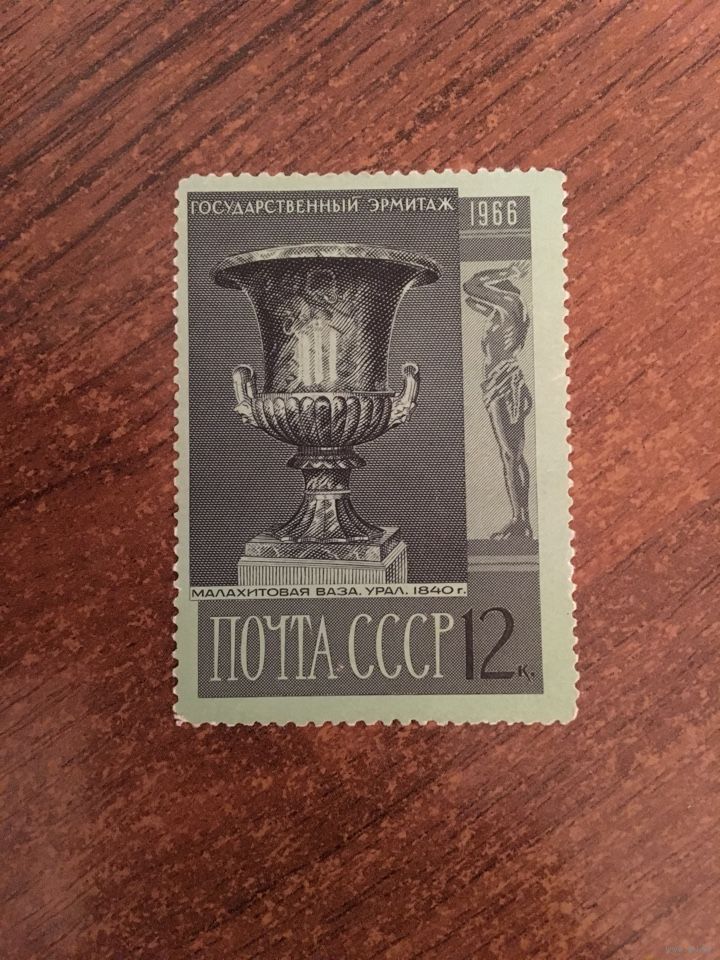 ГОСУДАРСТВЕННЫЙ ЭРМИТАЖ
1966
МАЛАХИТОВАЯ ВАЗА. УРАЛ. 1840 г.
ПОЧТА СССР 12 к.